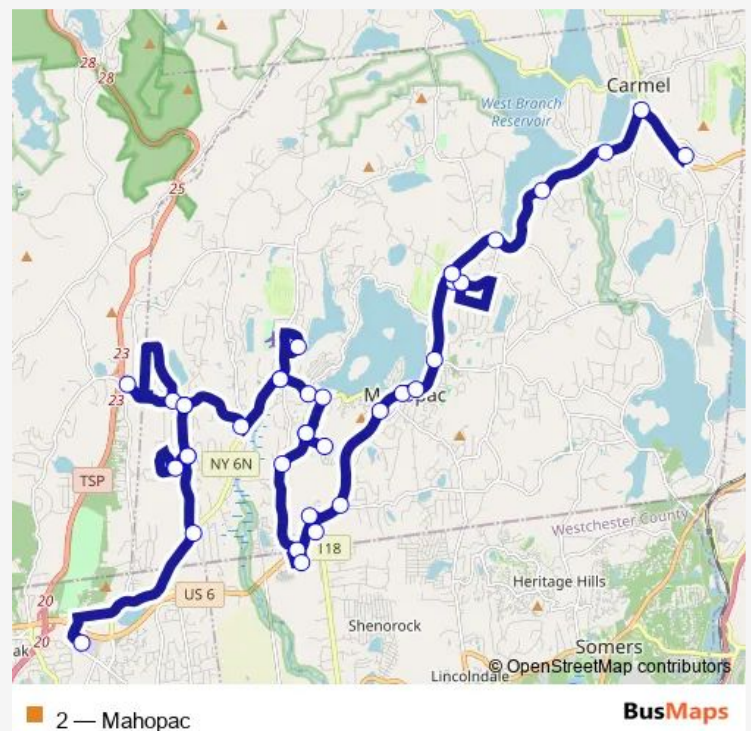 28
28
Carmel
West Branch
Reservoir
25
23
23
M pac
NY 6N
TSP
Westchester County
I18
Heritage Hills
20
US 6
20
Shenorock
Somers
ak
© OpenStreetMap contributors
Lincolndale
2 — Mahopac
BusMaps